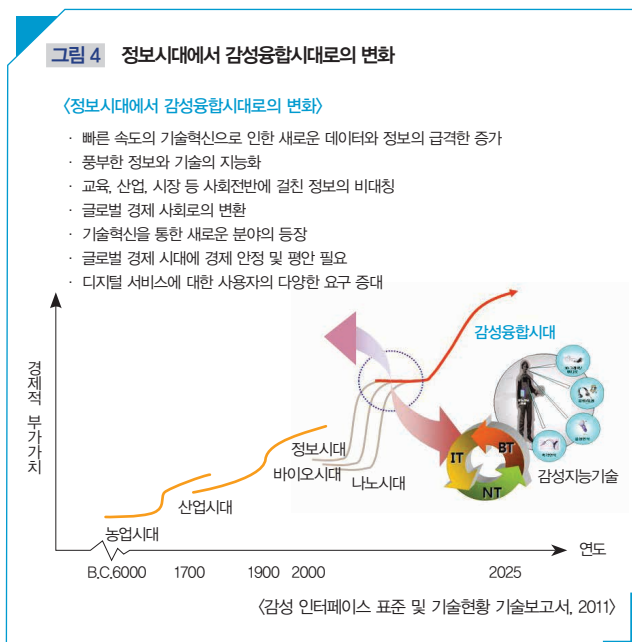 그림 4 정보시대에서 감성융합시대로의 변화
〈정보시대에서 감성융합시대로의 변화〉
· 빠른 속도의 기술혁신으로 인한 새로운 데이터와 정보의 급격한 증가
· 풍부한 정보와 기술의 지능화
· 교육, 산업, 시장 등 사회전반에 걸친 정보의 비대칭
· 글로벌 경제 사회로의 변환
· 기술혁신을 통한 새로운 분야의 등장
· 글로벌 경제 시대에 경제 안정 및 평안 필요
· 디지털 서비스에 대한 사용자의 다양한 요구 증대
경제적 부가가치
감성융합시대
정보시대
바이오시대
나노시대
산업시대
농업시대
IT
BT
NT
감성지능기술
연도
B.C.6000
1700
1900
2000
2025
〈감성 인터페이스 표준 및 기술현황 기술보고서, 2011〉